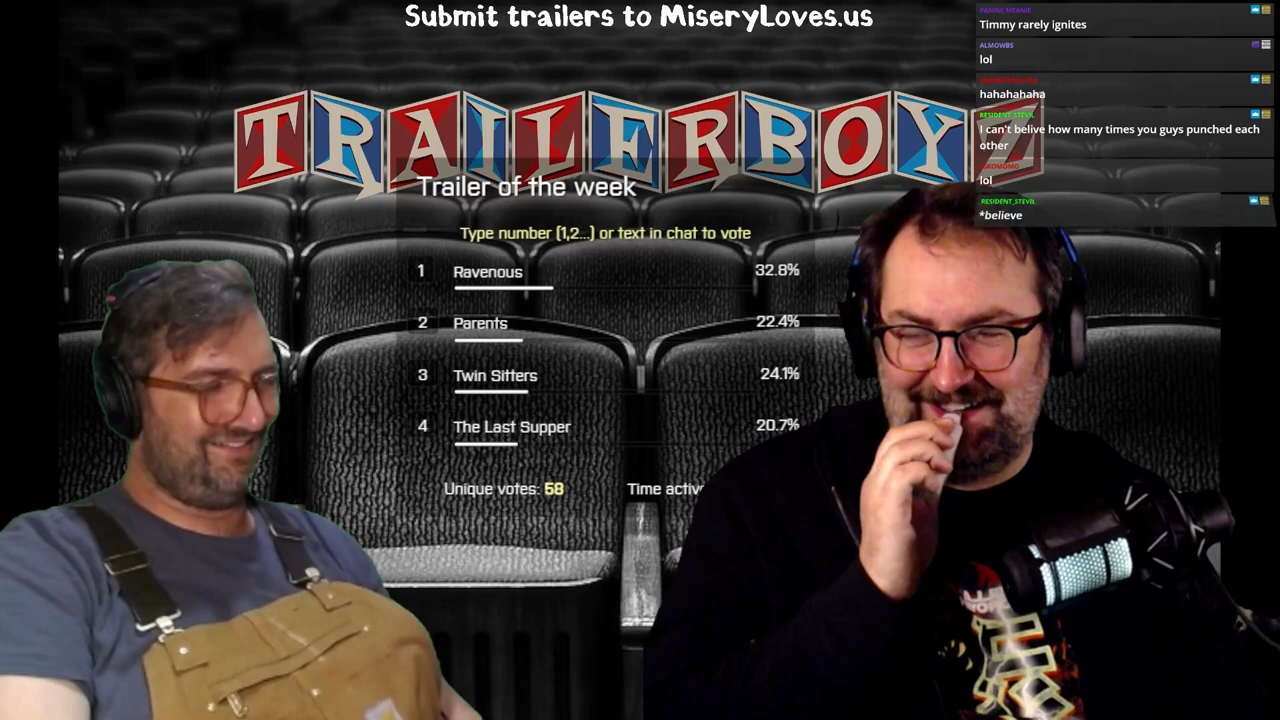 Submit trailers to MiseryLoves.us
TRAILERBOYZ
Trailer of the week
Type number (1,2...) or text in chat to vote
1 Ravenous 32.8%
2 Parents 22.4%
3 Twin Sitters 24.1%
4 The Last Supper 20.7%
Unique votes: 58 Time activ
PANINI_MEANIE
Timmy rarely ignites
ALMOWBS
lol
hahahahaha
RESIDENT_STEVIL
I can't belive how many times you guys punched each
other
lol
RESIDENT_STEVIL
*believe